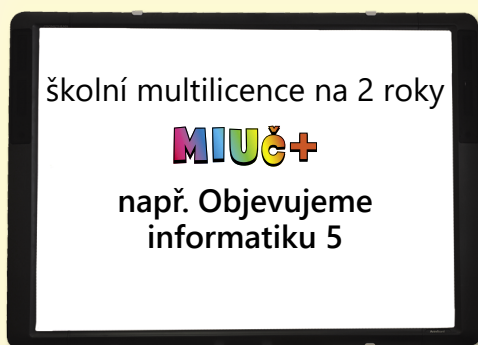 školní multilicence na 2 roky
MIUč+
např. Objevujeme
informatiku 5